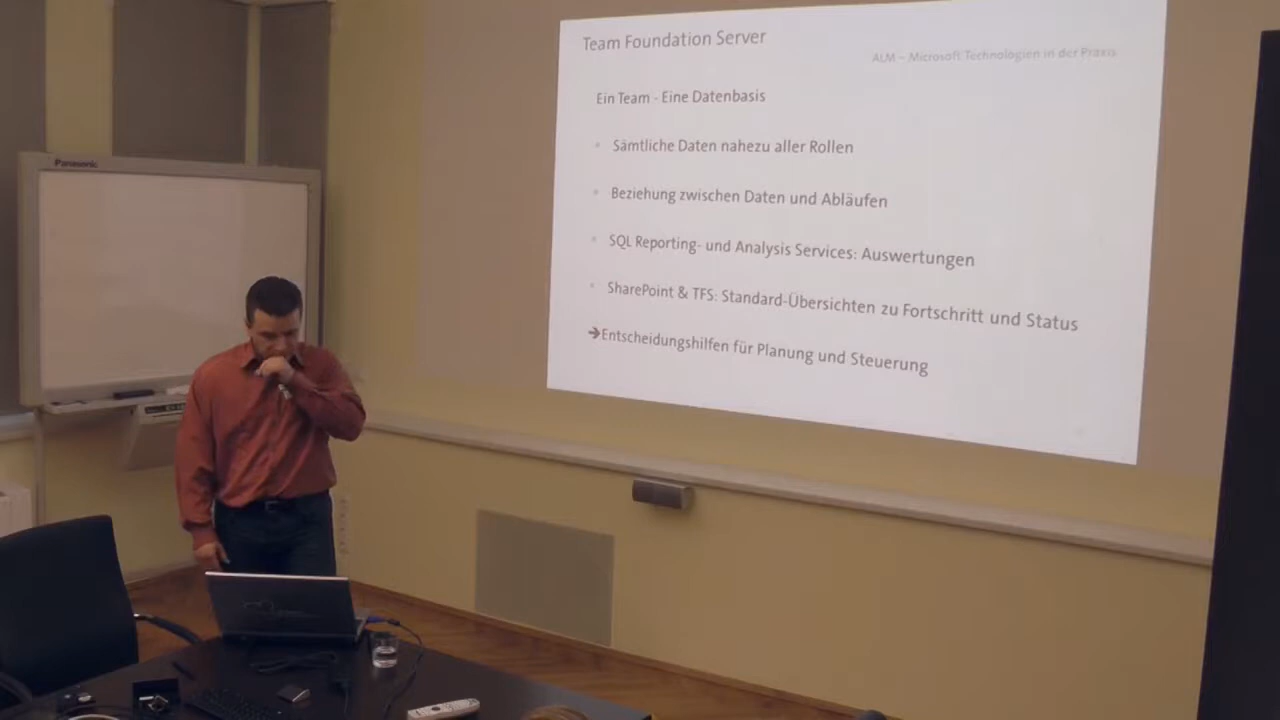 Team Foundation Server
ALM – Microsoft Technologien in der Praxis
Ein Team - Eine Datenbasis
Sämtliche Daten nahezu aller Rollen
Beziehung zwischen Daten und Abläufen
SQL Reporting- und Analysis Services: Auswertungen
SharePoint & TFS: Standard-Übersichten zu Fortschritt und Status
➔Entscheidungshilfen für Planung und Steuerung
Panasonic